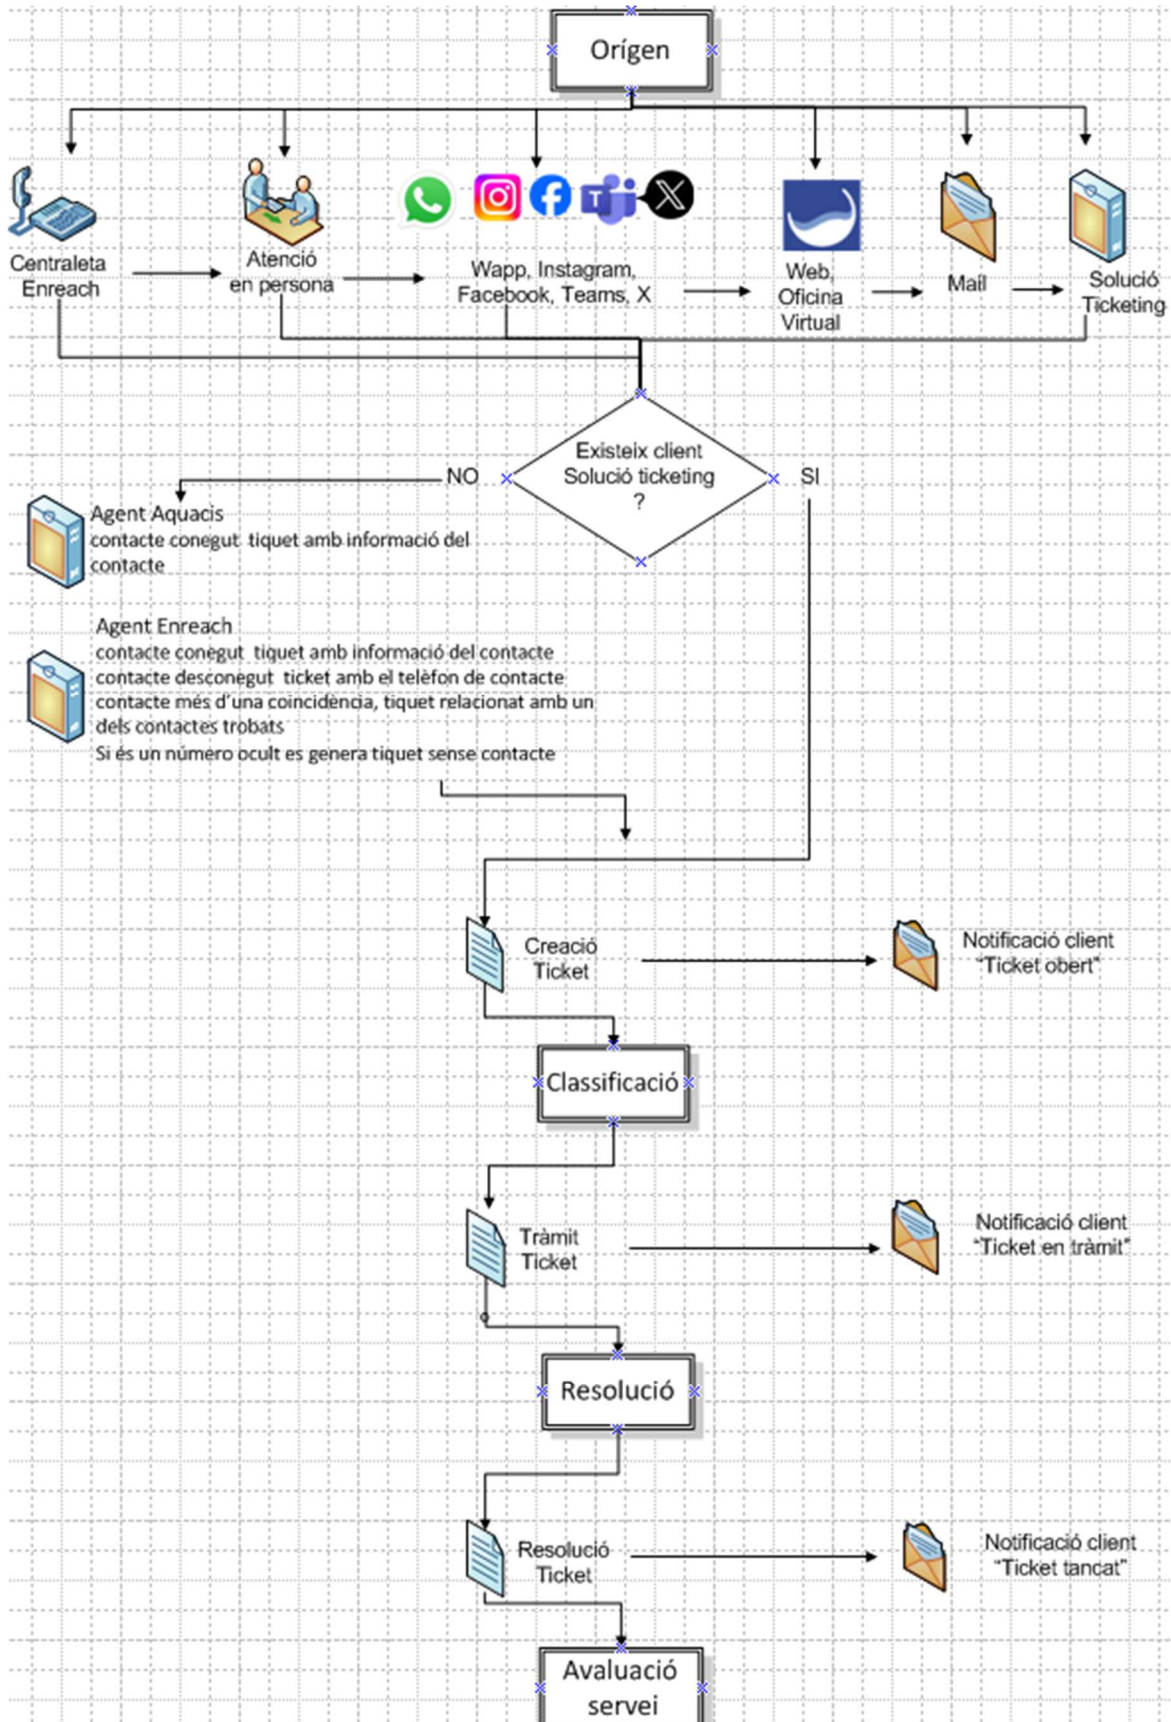 Orígen
Centraleta
Enreach
Atenció
en persona
Wapp, Instagram,
Facebook, Teams, X
Web,
Oficina
Virtual
Mail
Solució
Ticketing
Existeix client
Solució ticketing
?
NO
SI
Agent Aquacis
contacte conegut tiquet amb informació del
contacte
Agent Enreach
contacte conegut tiquet amb informació del contacte
contacte desconegut ticket amb el telèfon de contacte
contacte més d'una coincidència, tiquet relacionat amb un
dels contactes trobats
Si és un número ocult es genera tiquet sense contacte
Creació
Ticket
Notificació client
"Ticket obert"
Classificació
Tràmit
Ticket
Notificació client
"Ticket en tràmit"
Resolució
Resolució
Ticket
Notificació client
"Ticket tancat"
Avaluació
servei